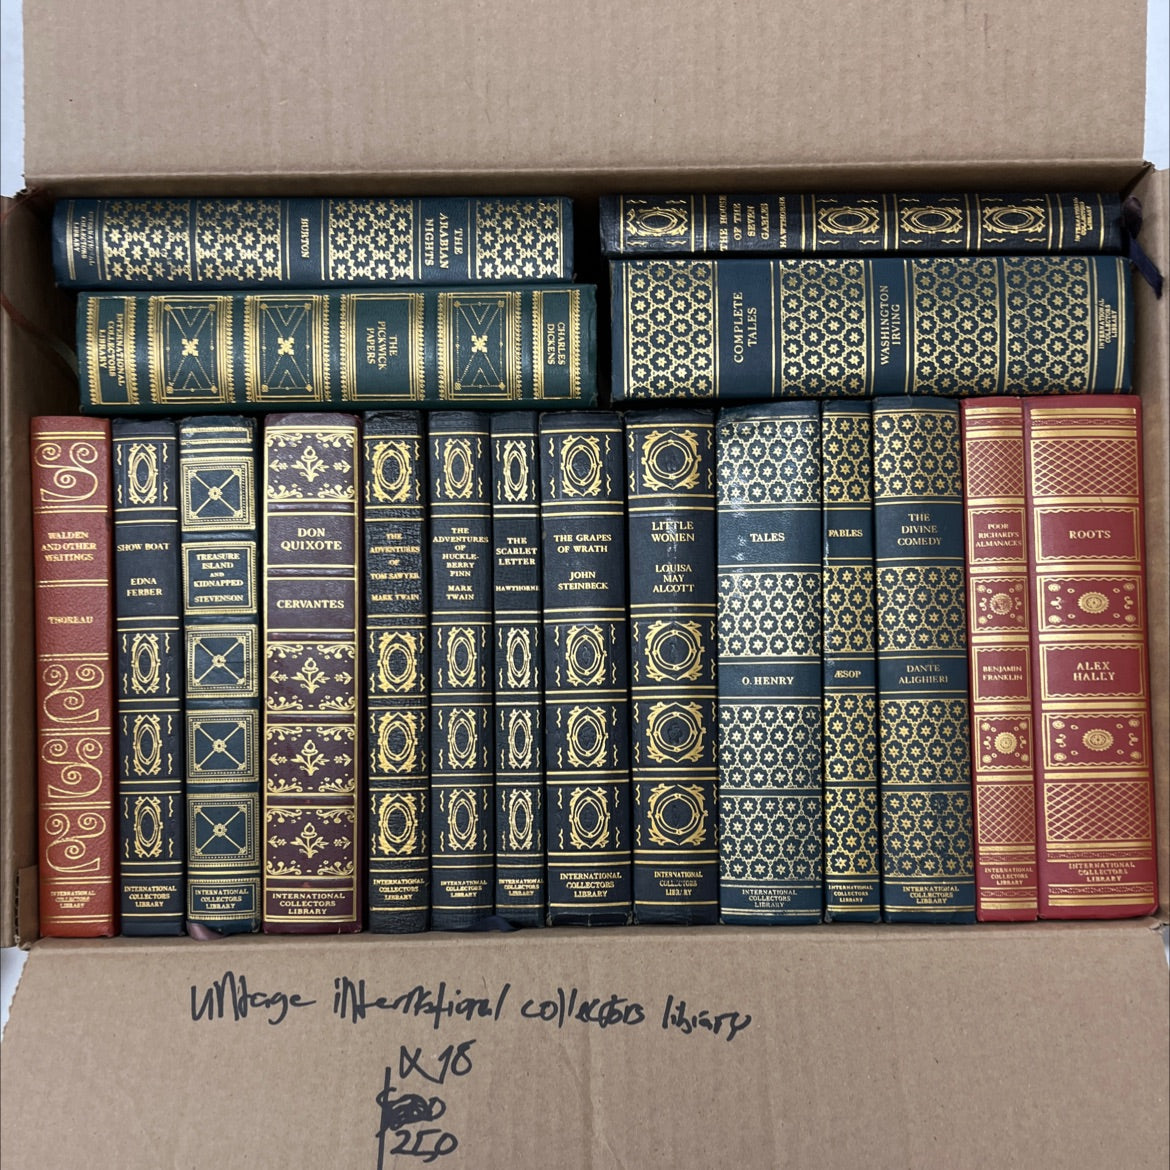 THE
ARABIAN
NIGHTS
BURTON
INTERNATIONAL
COLLECTORS
LIBRARY
THE HOUSE
OF THE
SEVEN
GABLES
HAWTHORNE
INTERNATIONAL
COLLECTORS
LIBRARY
CHARLES
DICKENS
THE
PICKWICK
PAPERS
INTERNATIONAL
COLLECTORS
LIBRARY
COMPLETE
TALES
WASHINGTON
IRVING
INTERNATIONAL
COLLECTORS
LIBRARY
WALDEN
AND OTHER
WRITINGS
THOREAU
INTERNATIONAL
COLLECTORS
LIBRARY
SHOW BOAT
EDNA
FERBER
INTERNATIONAL
COLLECTORS
LIBRARY
TREASURE
ISLAND
AND
KIDNAPPED
STEVENSON
INTERNATIONAL
COLLECTORS
LIBRARY
DON
QUIXOTE
CERVANTES
INTERNATIONAL
COLLECTORS
LIBRARY
THE
ADVENTURES
OF
TOM SAWYER
MARK TWAIN
INTERNATIONAL
COLLECTORS
LIBRARY
THE
ADVENTURES
OF
HUCKLE-
BERRY
FINN
MARK
TWAIN
INTERNATIONAL
COLLECTORS
LIBRARY
THE
SCARLET
LETTER
HAWTHORNE
INTERNATIONAL
COLLECTORS
LIBRARY
THE GRAPES
OF WRATH
JOHN
STEINBECK
INTERNATIONAL
COLLECTORS
LIBRARY
LITTLE
WOMEN
LOUISA
MAY
ALCOTT
INTERNATIONAL
COLLECTORS
LIBRARY
TALES
O. HENRY
INTERNATIONAL
COLLECTORS
LIBRARY
FABLES
ÆSOP
INTERNATIONAL
COLLECTORS
LIBRARY
THE
DIVINE
COMEDY
DANTE
ALIGHIERI
INTERNATIONAL
COLLECTORS
LIBRARY
POOR
RICHARD'S
ALMANACKS
BENJAMIN
FRANKLIN
INTERNATIONAL
COLLECTORS
LIBRARY
ROOTS
ALEX
HALEY
INTERNATIONAL
COLLECTORS
LIBRARY
vintage international collectors library
X 18
250